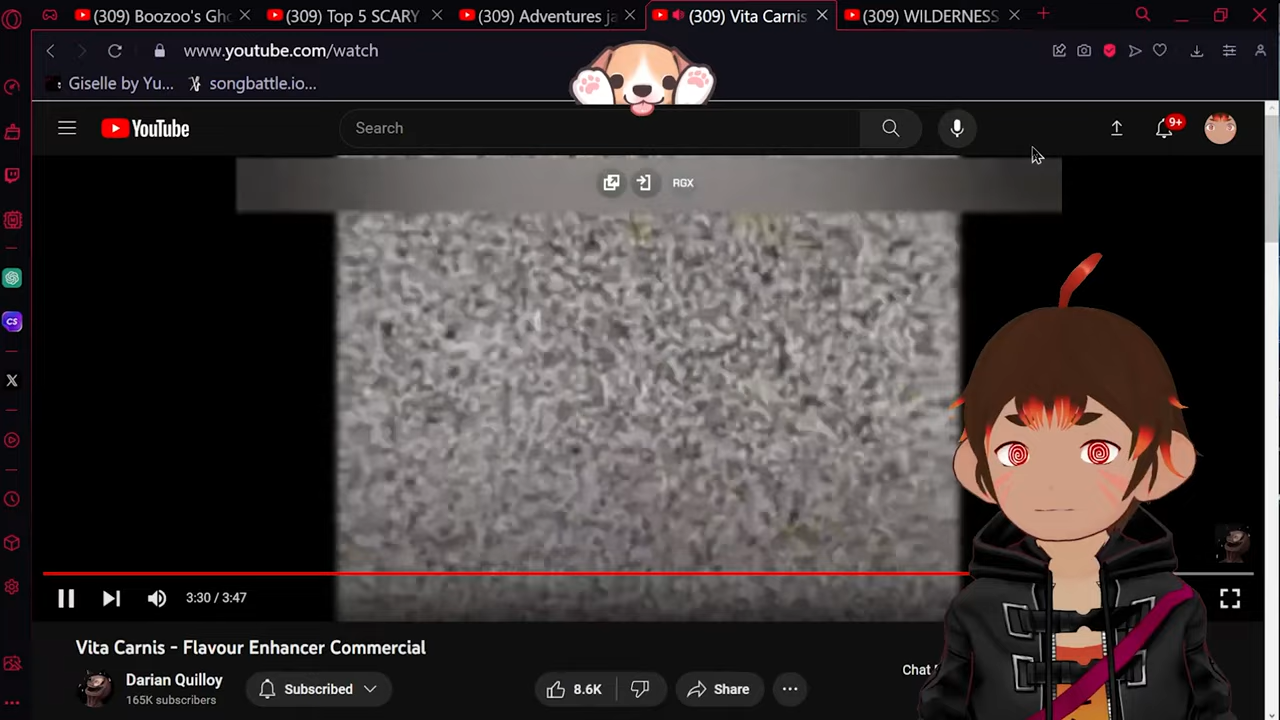 (309) Boozoo's Gho
(309) Top 5 SCARY
(309) Adventures ja
(309) Vita Carnis
(309) WILDERNESS
www.youtube.com/watch
Giselle by Yu...
songbattle.io...
YouTube
Search
9+
RGX
CS
3:30 / 3:47
Vita Carnis - Flavour Enhancer Commercial
Darian Quilloy
165K subscribers
Subscribed
8.6K
Share
Chat